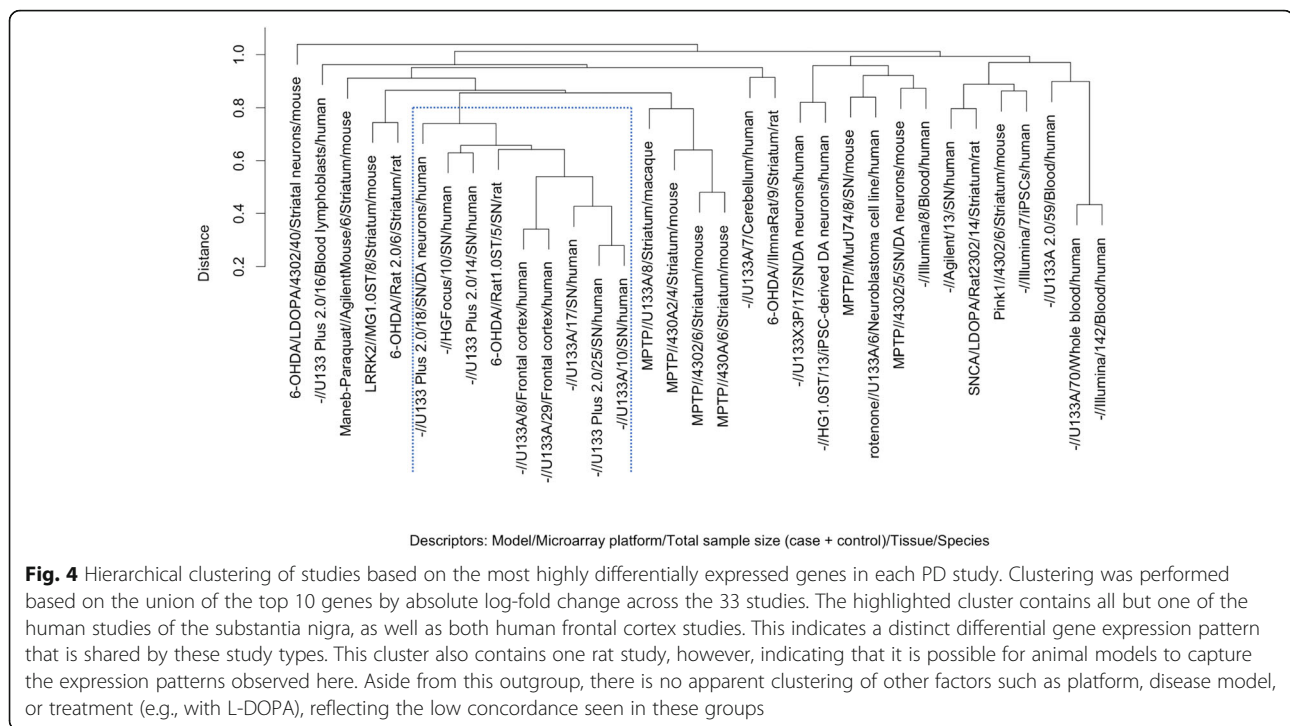 Distance
1.0
0.8
0.6
0.4
0.2
6-OHDA/LDOPA/4302/40/Striatal neurons/mouse
-//U133 Plus 2.0/16/Blood lymphoblasts/human
Maneb-Paraquat//AgilentMouse/6/Striatum/mouse
LRRK2//MG1.0ST/8/Striatum/mouse
6-OHDA//Rat 2.0/6/Striatum/rat
-//U133 Plus 2.0/18/SN/DA neurons/human
-//HGFocus/10/SN/human
-//U133 Plus 2.0/14/SN/human
6-OHDA//Rat1.0ST/5/SN/rat
-//U133A/8/Frontal cortex/human
-//U133A/29/Frontal cortex/human
-//U133A/17/SN/human
-//U133 Plus 2.0/25/SN/human
-//U133A/10/SN/human
MPTP//U133A/8/Striatum/macaque
MPTP//430A2/4/Striatum/mouse
MPTP//4302/6/Striatum/mouse
MPTP//430A/6/Striatum/mouse
-//U133A/7/Cerebellum/human
6-OHDA//IlmnaRat/9/Striatum/rat
-//U133X3P/17/SN/DA neurons/human
-//HG1.0ST/13/iPSC-derived DA neurons/human
MPTP//MurU74/8/SN/mouse
rotenone//U133A/6/Neuroblastoma cell line/human
MPTP//4302/5/SN/DA neurons/mouse
-//Illumina/8/Blood/human
-//Agilent/13/SN/human
SNCA/LDOPA/Rat2302/14/Striatum/rat
Pink1//4302/6/Striatum/mouse
-//Illumina/7/iPSCs/human
-//U133A 2.0/59/Blood/human
-//U133A/70/Whole blood/human
-//Illumina/142/Blood/human
Descriptors: Model/Microarray platform/Total sample size (case + control)/Tissue/Species
Fig. 4 Hierarchical clustering of studies based on the most highly differentially expressed genes in each PD study. Clustering was performed
based on the union of the top 10 genes by absolute log-fold change across the 33 studies. The highlighted cluster contains all but one of the
human studies of the substantia nigra, as well as both human frontal cortex studies. This indicates a distinct differential gene expression pattern
that is shared by these study types. This cluster also contains one rat study, however, indicating that it is possible for animal models to capture
the expression patterns observed here. Aside from this outgroup, there is no apparent clustering of other factors such as platform, disease model,
or treatment (e.g., with L-DOPA), reflecting the low concordance seen in these groups